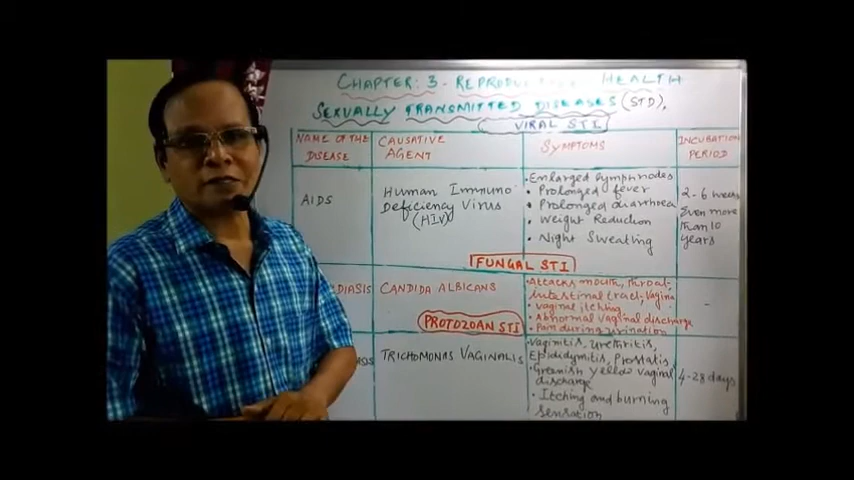 CHAPTER: 3- REPRODU HEALTH
SEXUALLY TRANSMITTED DISEASES (STD).
VIRAL STI
NAME OF THE DISEASE
CAUSATIVE AGENT
SYMPTOMS
INCUBATION PERIOD
AIDS
Human Immuno
Deficiency Virus
(HIV)
• Enlarged lymphnodes
• Prolonged fever
• Prolonged diarrhoea
• Weight Reduction
• Night Sweating
2-6 weeks
Even more
than 10
years
FUNGAL STI
DIASIS
CANDIDA ALBICANS
• Attacks mouth, throat,
intestinal tract, vagina
• vaginal itching
• Abnormal vaginal discharge
• Pain during urination
-
PROTOZOAN STI
ASIS
TRICHOMONAS VAGINALIS
• Vaginitis, Urethritis,
Epididymitis, Prostatis
• Greenish yellow vaginal
discharge
• Itching and burning
sensation
4-28 days